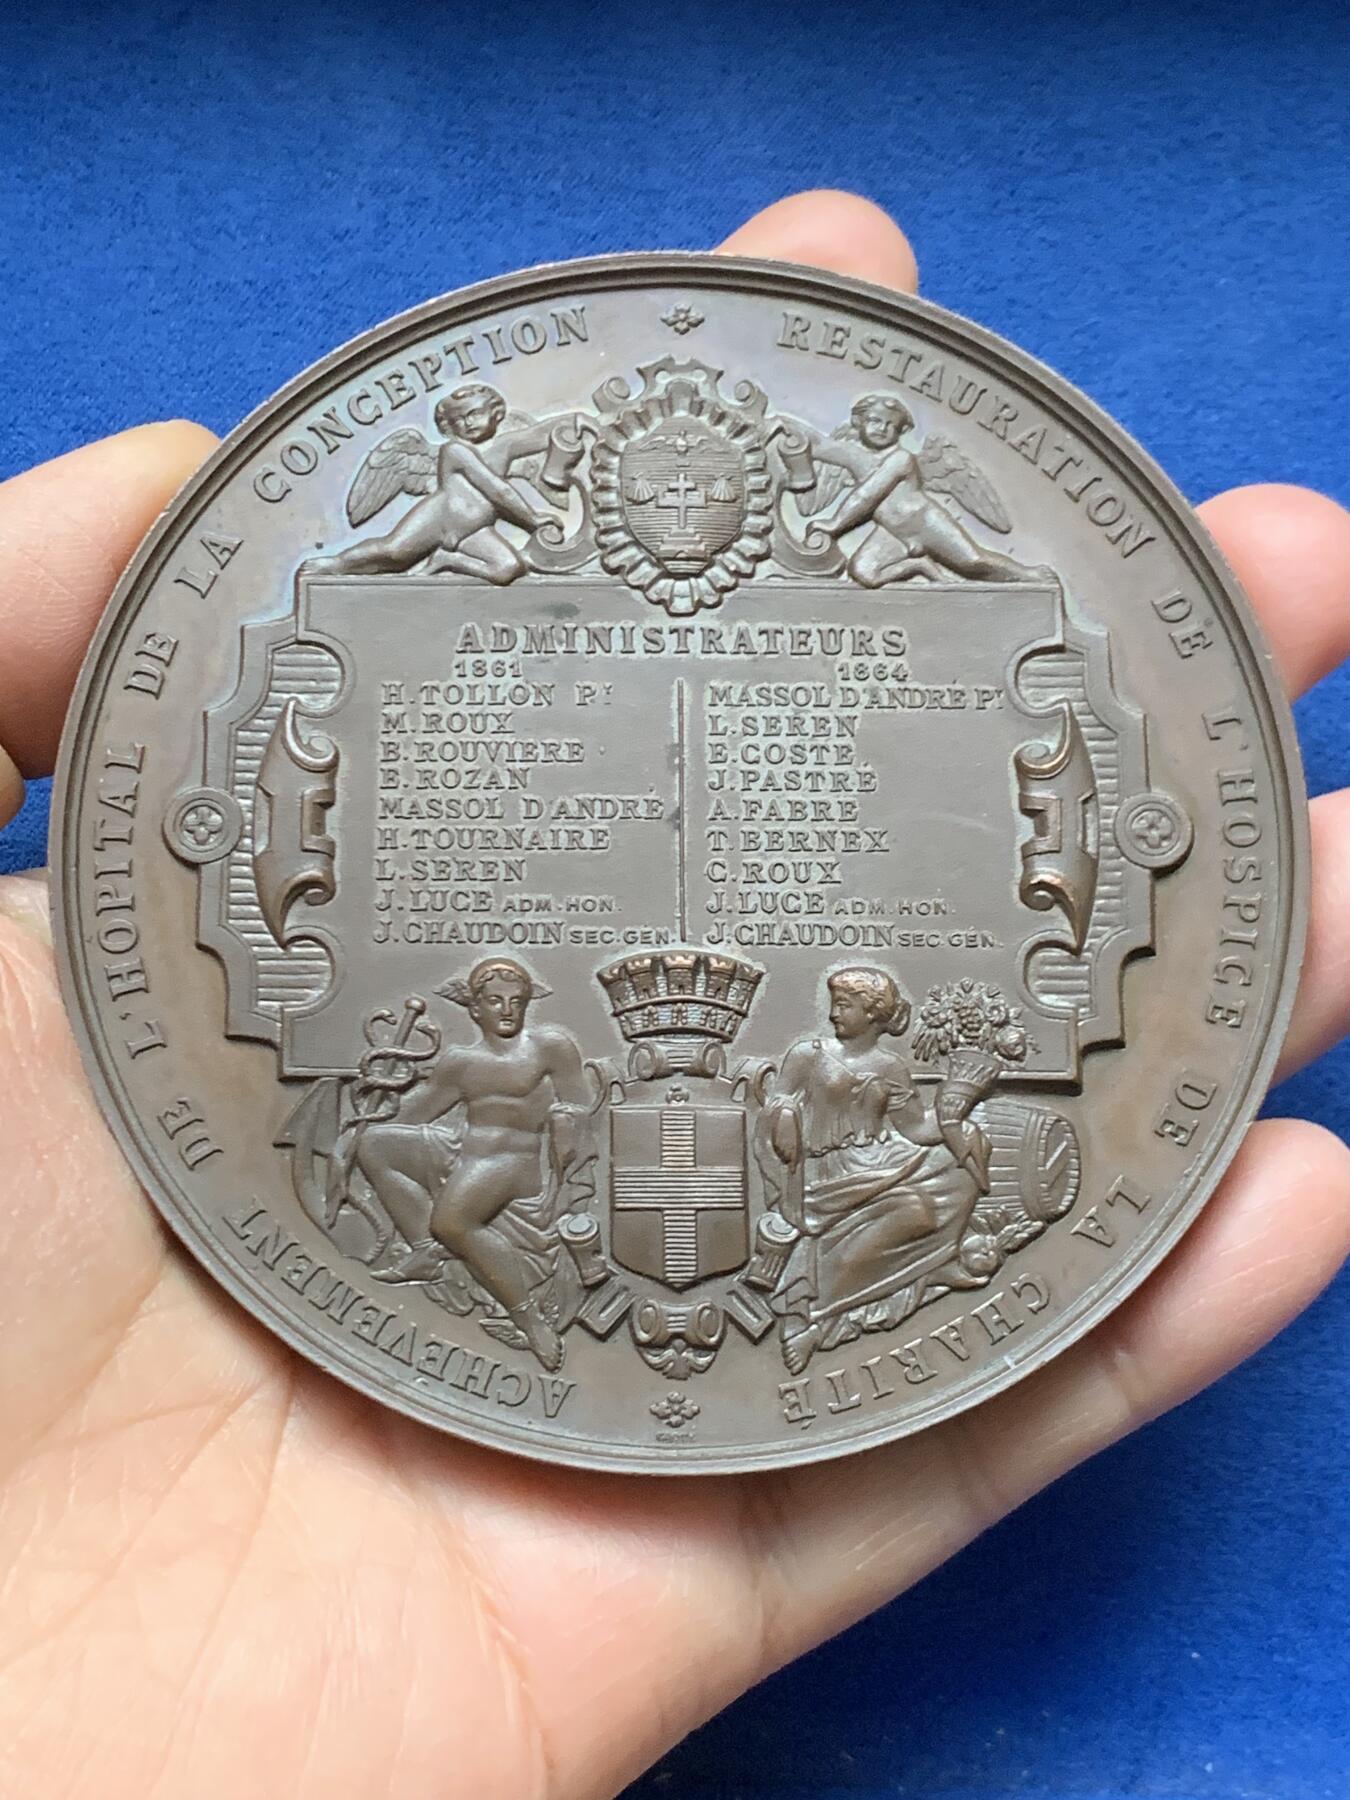 ACHÈVEMENT DE L'HÔPITAL DE LA CONCEPTION
RESTAURATION DE L'HOSPICE DE LA CHARITÉ
ADMINISTRATEURS
1861
H. TOLLON Pᵀ
M. ROUX
B. ROUVIERE
E. ROZAN
MASSOL D'ANDRÉ
H. TOURNAIRE
L. SEREN
J. LUCE ADM. HON.
J. CHAUDOIN SEC. GÉN.
1864
MASSOL D'ANDRÉ Pᵀ
L. SEREN
E. COSTE
J. PASTRÉ
A. FABRE
T. BERNEX
C. ROUX
J. LUCE ADM. HON.
J. CHAUDOIN SEC. GÉN.